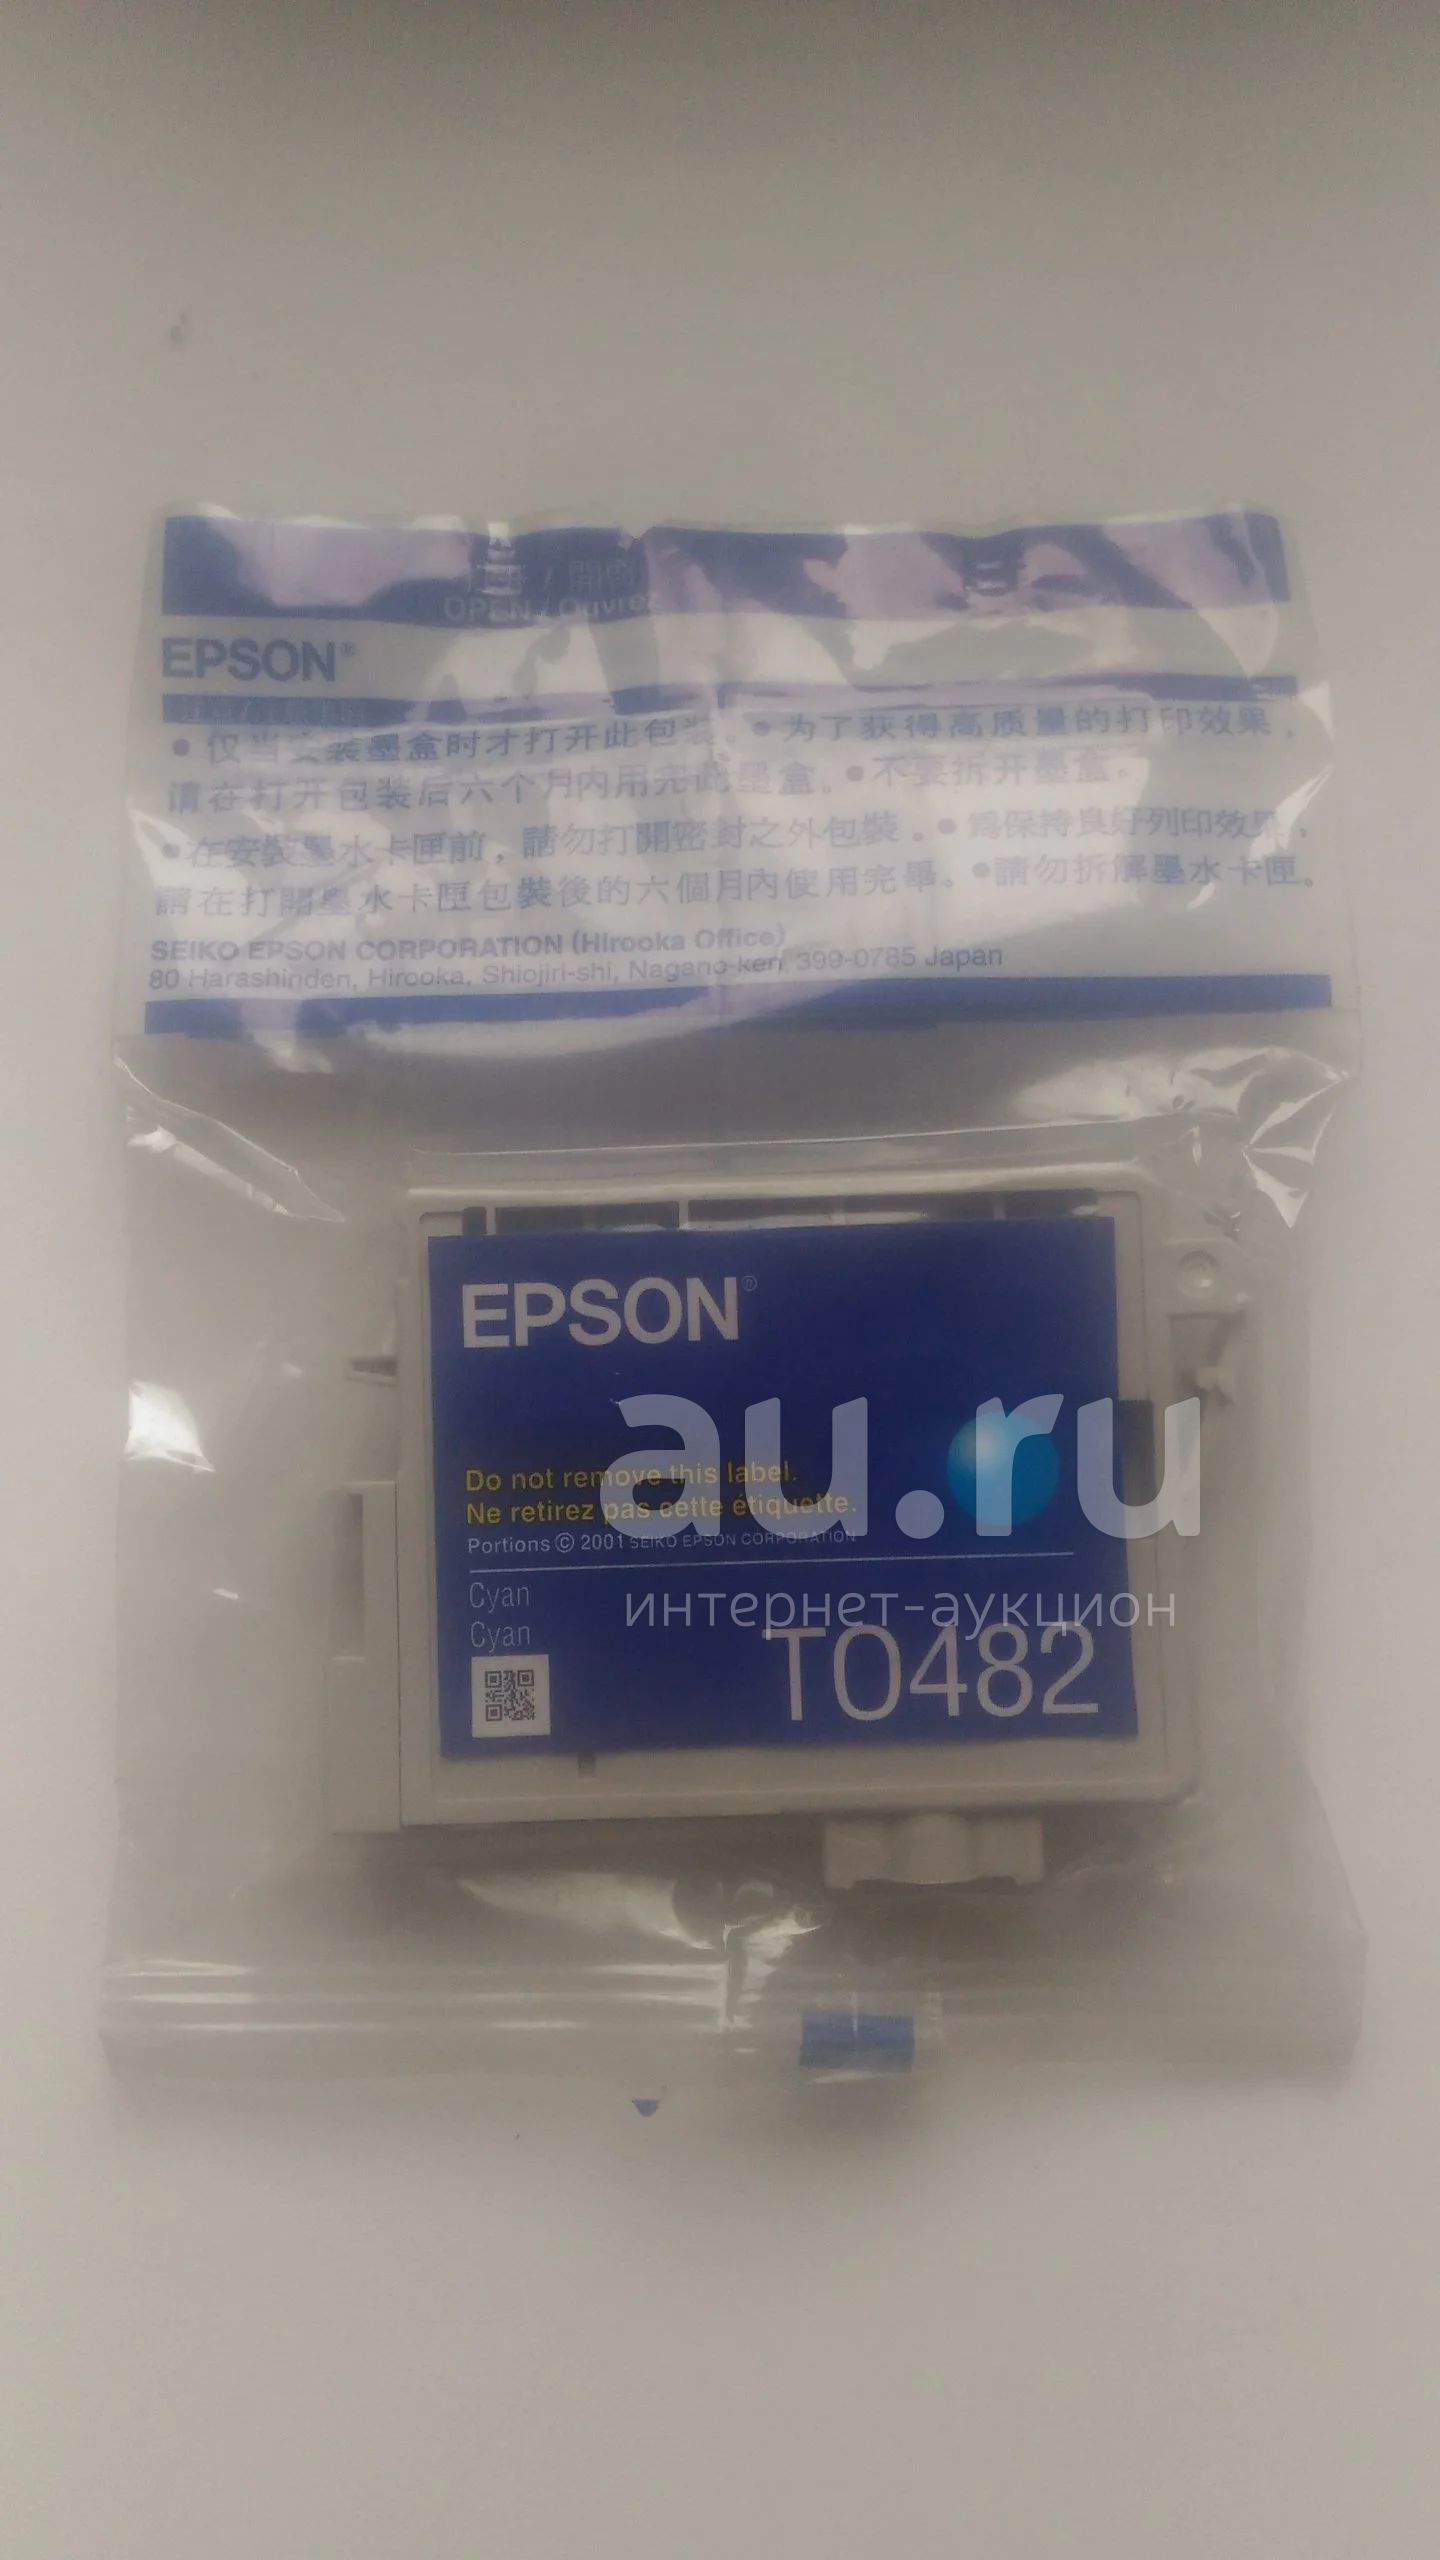 OPEN / Ouvrez
EPSON®
• 仅当安装墨盒时才打开此包装。• 为了获得高质量的打印效果，
请在打开包装后六个月内用完此墨盒。• 不要拆开墨盒。
• 在安裝墨水卡匣前，請勿打開密封之外包裝。• 為保持良好列印效果，
請在打開墨水卡匣包裝後的六個月內使用完畢。• 請勿拆解墨水卡匣。
SEIKO EPSON CORPORATION (Hirooka Office)
80 Harashinden, Hirooka, Shiojiri-shi, Nagano-ken, 399-0785 Japan
EPSON®
au.ru
Do not remove this label.
Ne retirez pas cette étiquette.
Portions © 2001 SEIKO EPSON CORPORATION
Cyan
интернет-аукцион
Cyan
T0482